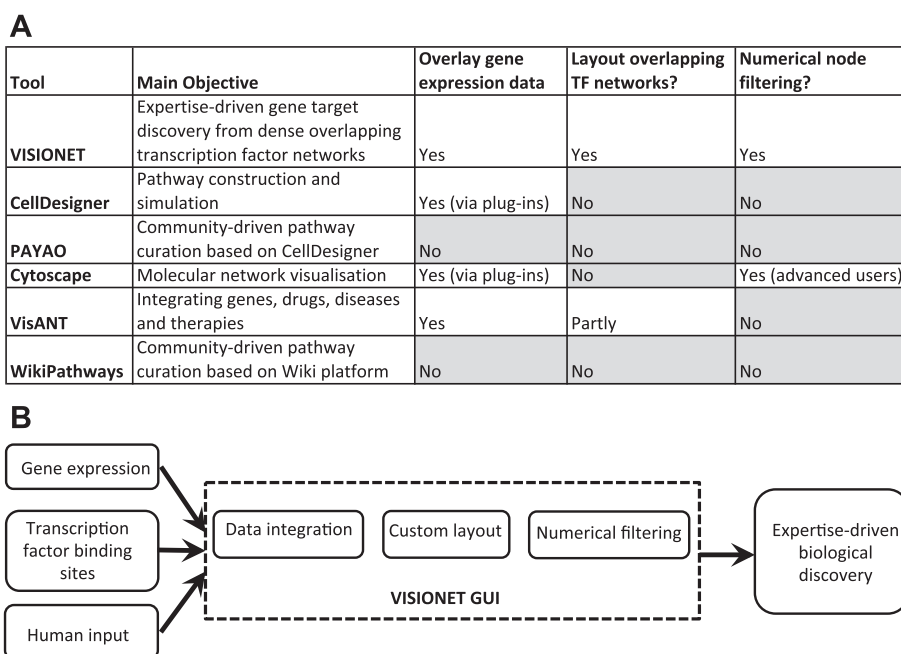 A
Tool Main Objective Overlay gene expression data Layout overlapping TF networks? Numerical node filtering?
VISIONET Expertise-driven gene target discovery from dense overlapping transcription factor networks Yes Yes Yes
CellDesigner Pathway construction and simulation Yes (via plug-ins) No No
PAYAO Community-driven pathway curation based on CellDesigner No No No
Cytoscape Molecular network visualisation Yes (via plug-ins) No Yes (advanced users)
VisANT Integrating genes, drugs, diseases and therapies Yes Partly No
WikiPathways Community-driven pathway curation based on Wiki platform No No No
B
Gene expression
Transcription
factor binding
sites
Human input
Data integration
Custom layout
Numerical filtering
VISIONET GUI
Expertise-driven
biological
discovery